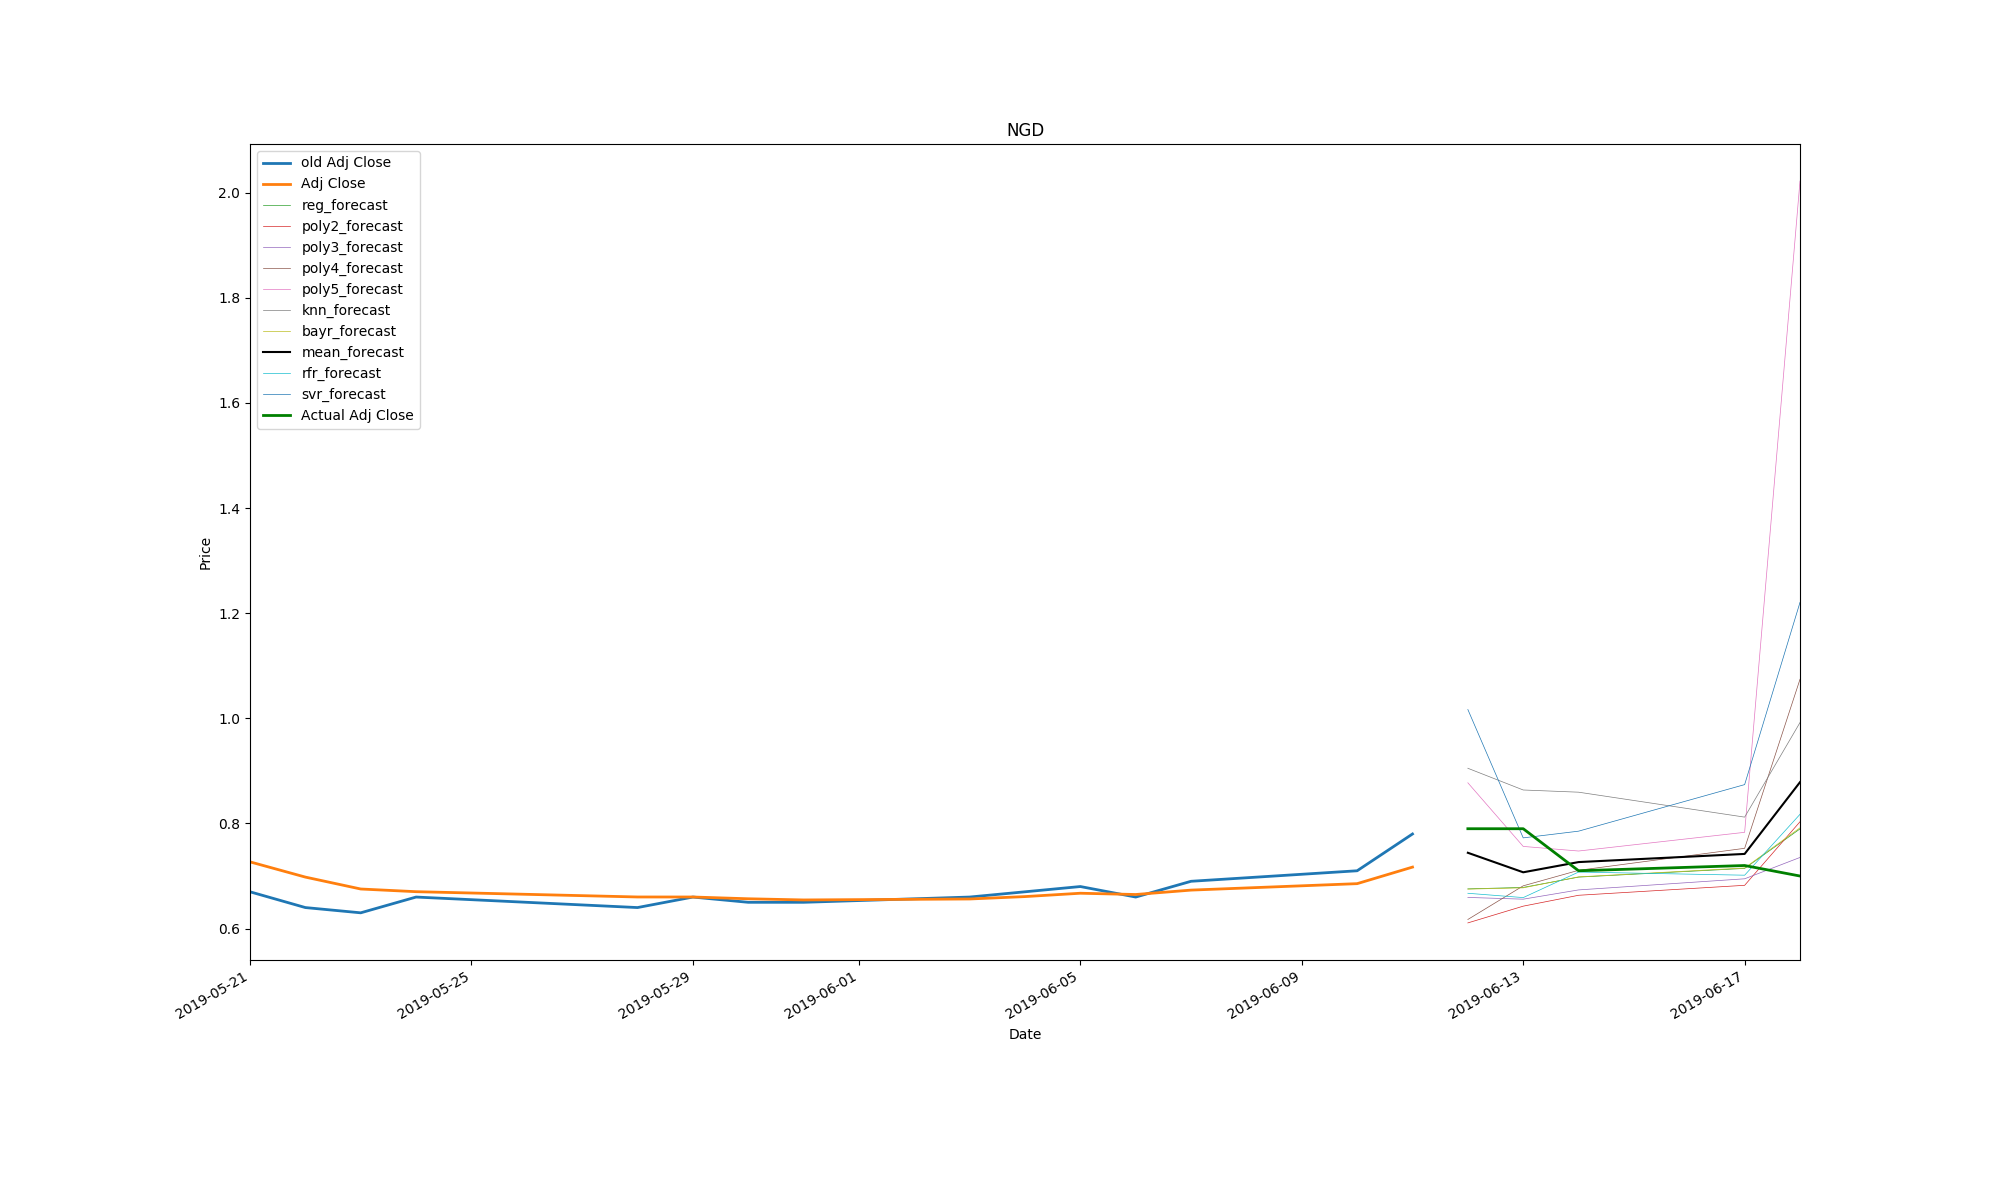 NGD
old Adj Close
Adj Close
reg_forecast
poly2_forecast
poly3_forecast
poly4_forecast
poly5_forecast
knn_forecast
bayr_forecast
mean_forecast
rfr_forecast
svr_forecast
Actual Adj Close
2.0
1.8
1.6
1.4
1.2
1.0
0.8
0.6
Price
2019-05-21
2019-05-25
2019-05-29
2019-06-01
2019-06-05
2019-06-09
2019-06-13
2019-06-17
Date